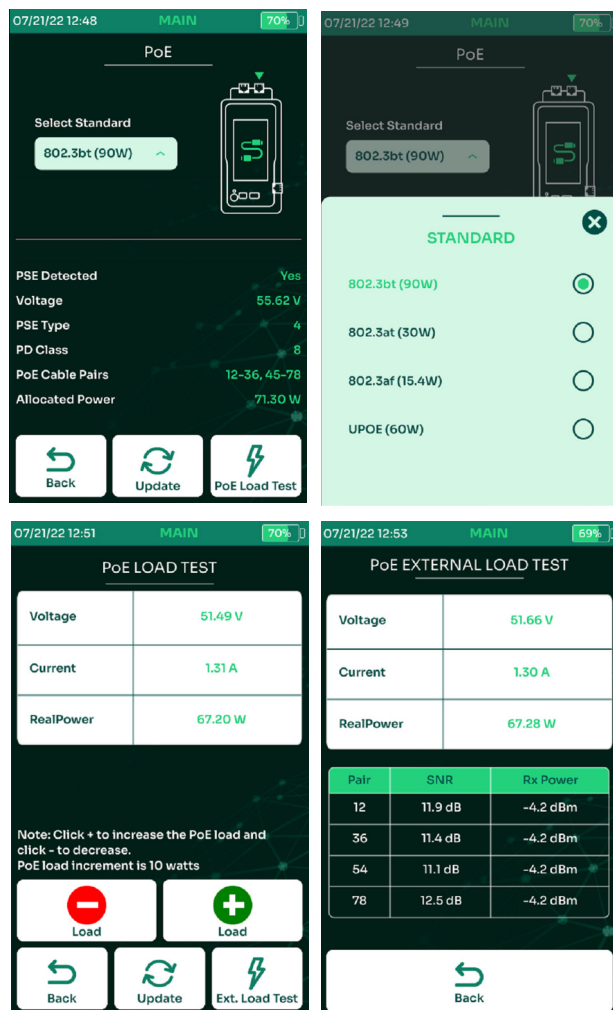 07/21/22 12:48 MAIN 70%
PoE
Select Standard
802.3bt (90W)
PSE Detected Yes
Voltage 55.62 V
PSE Type 4
PD Class 8
PoE Cable Pairs 12-36, 45-78
Allocated Power 71.30 W
Back Update PoE Load Test
07/21/22 12:49 MAIN 70%
PoE
Select Standard
802.3bt (90W)
STANDARD
802.3bt (90W)
802.3at (30W)
802.3af (15.4W)
UPOE (60W)
07/21/22 12:51 MAIN 70%
PoE LOAD TEST
Voltage 51.49 V
Current 1.31 A
RealPower 67.20 W
Note: Click + to increase the PoE load and
click - to decrease.
PoE load increment is 10 watts
Load Load
Back Update Ext. Load Test
07/21/22 12:53 MAIN 69%
PoE EXTERNAL LOAD TEST
Voltage 51.66 V
Current 1.30 A
RealPower 67.28 W
Pair SNR Rx Power
12 11.9 dB -4.2 dBm
36 11.4 dB -4.2 dBm
54 11.1 dB -4.2 dBm
78 12.5 dB -4.2 dBm
Back